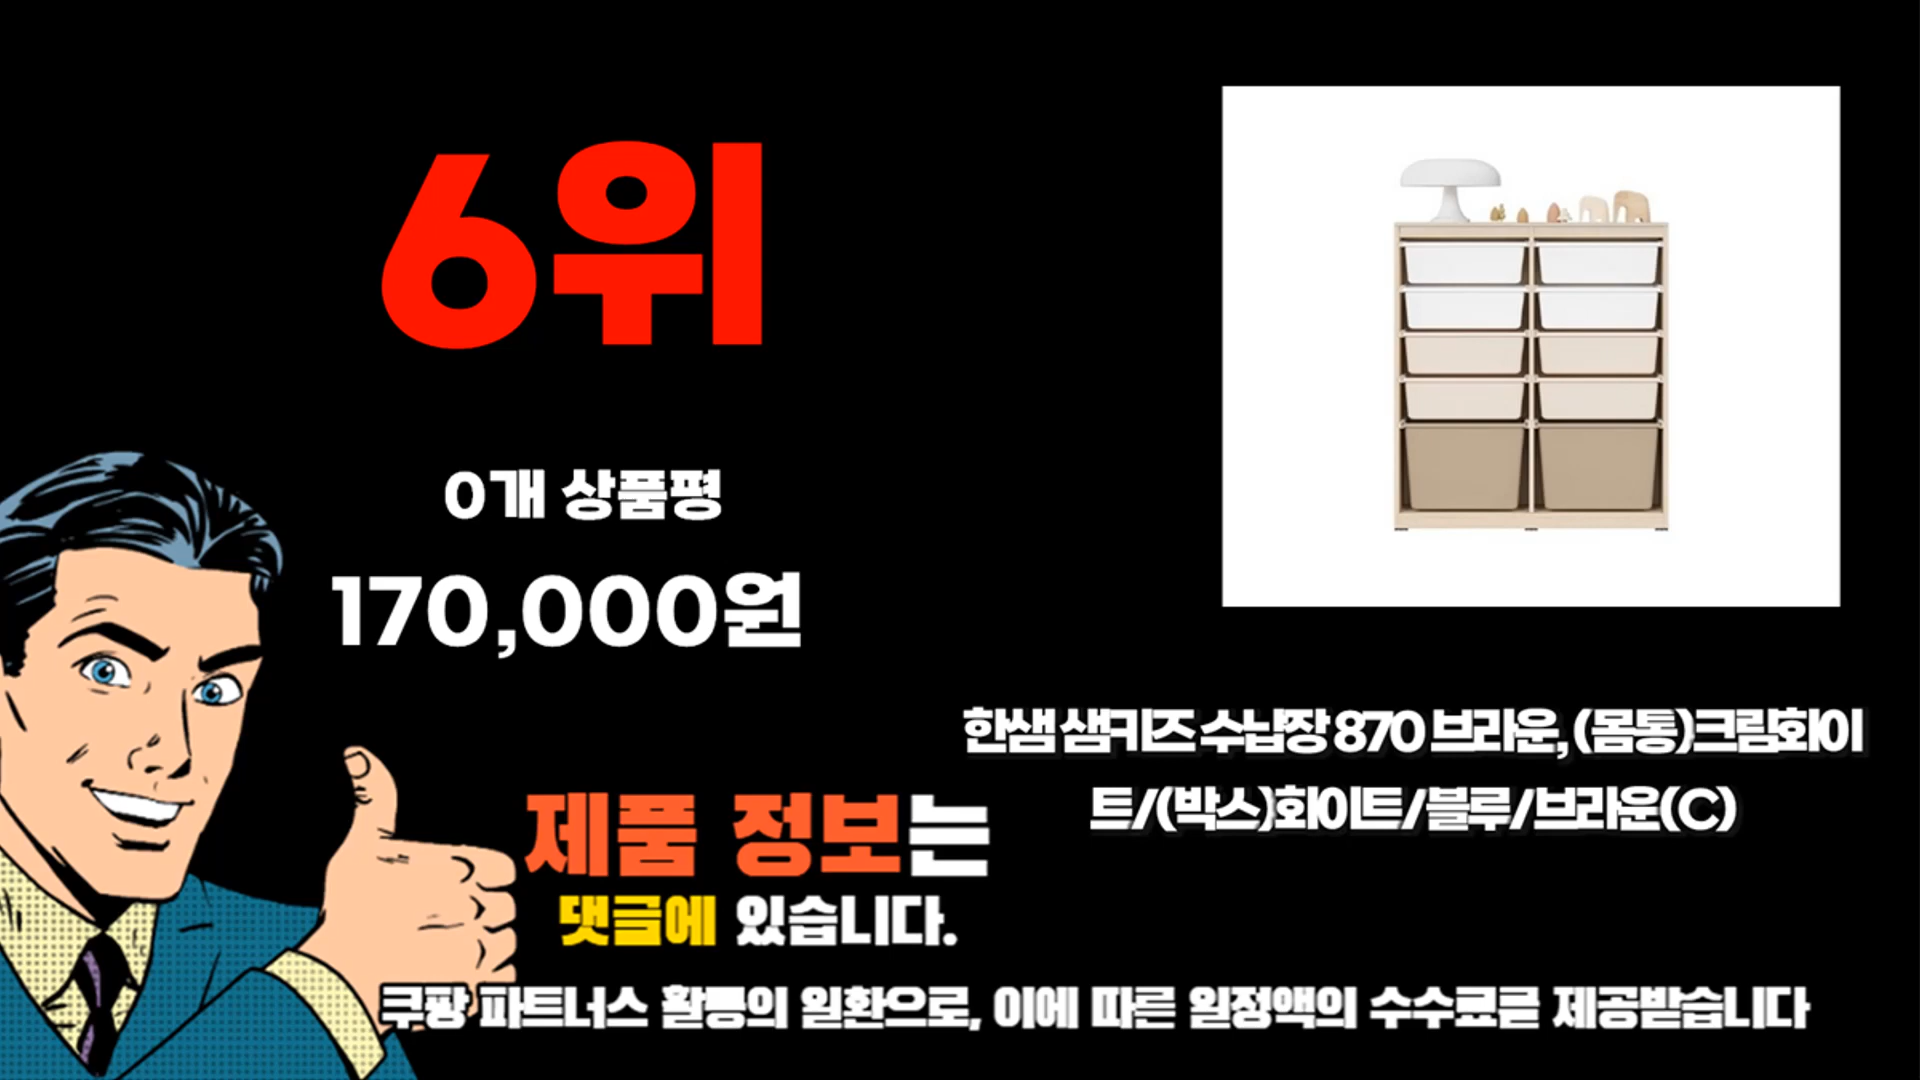 6위
0개 상품평
170,000원
한샘 샘키즈 수납장 870 브라운, (몸통)크림화이
트/(박스)화이트/블루/브라운(C)
제품 정보는
댓글에 있습니다.
쿠팡 파트너스 활동의 일환으로, 이에 따른 일정액의 수수료를 제공받습니다